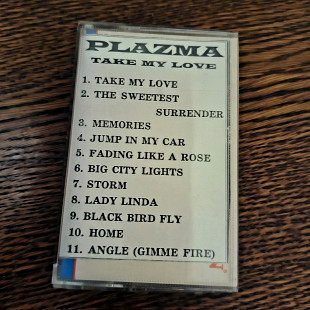 PLAZMA
TAKE MY LOVE
1. TAKE MY LOVE
2. THE SWEETEST
SURRENDER
3. MEMORIES
4. JUMP IN MY CAR
5. FADING LIKE A ROSE
6. BIG CITY LIGHTS
7. STORM
8. LADY LINDA
9. BLACK BIRD FLY
10. HOME
11. ANGLE (GIMME FIRE)